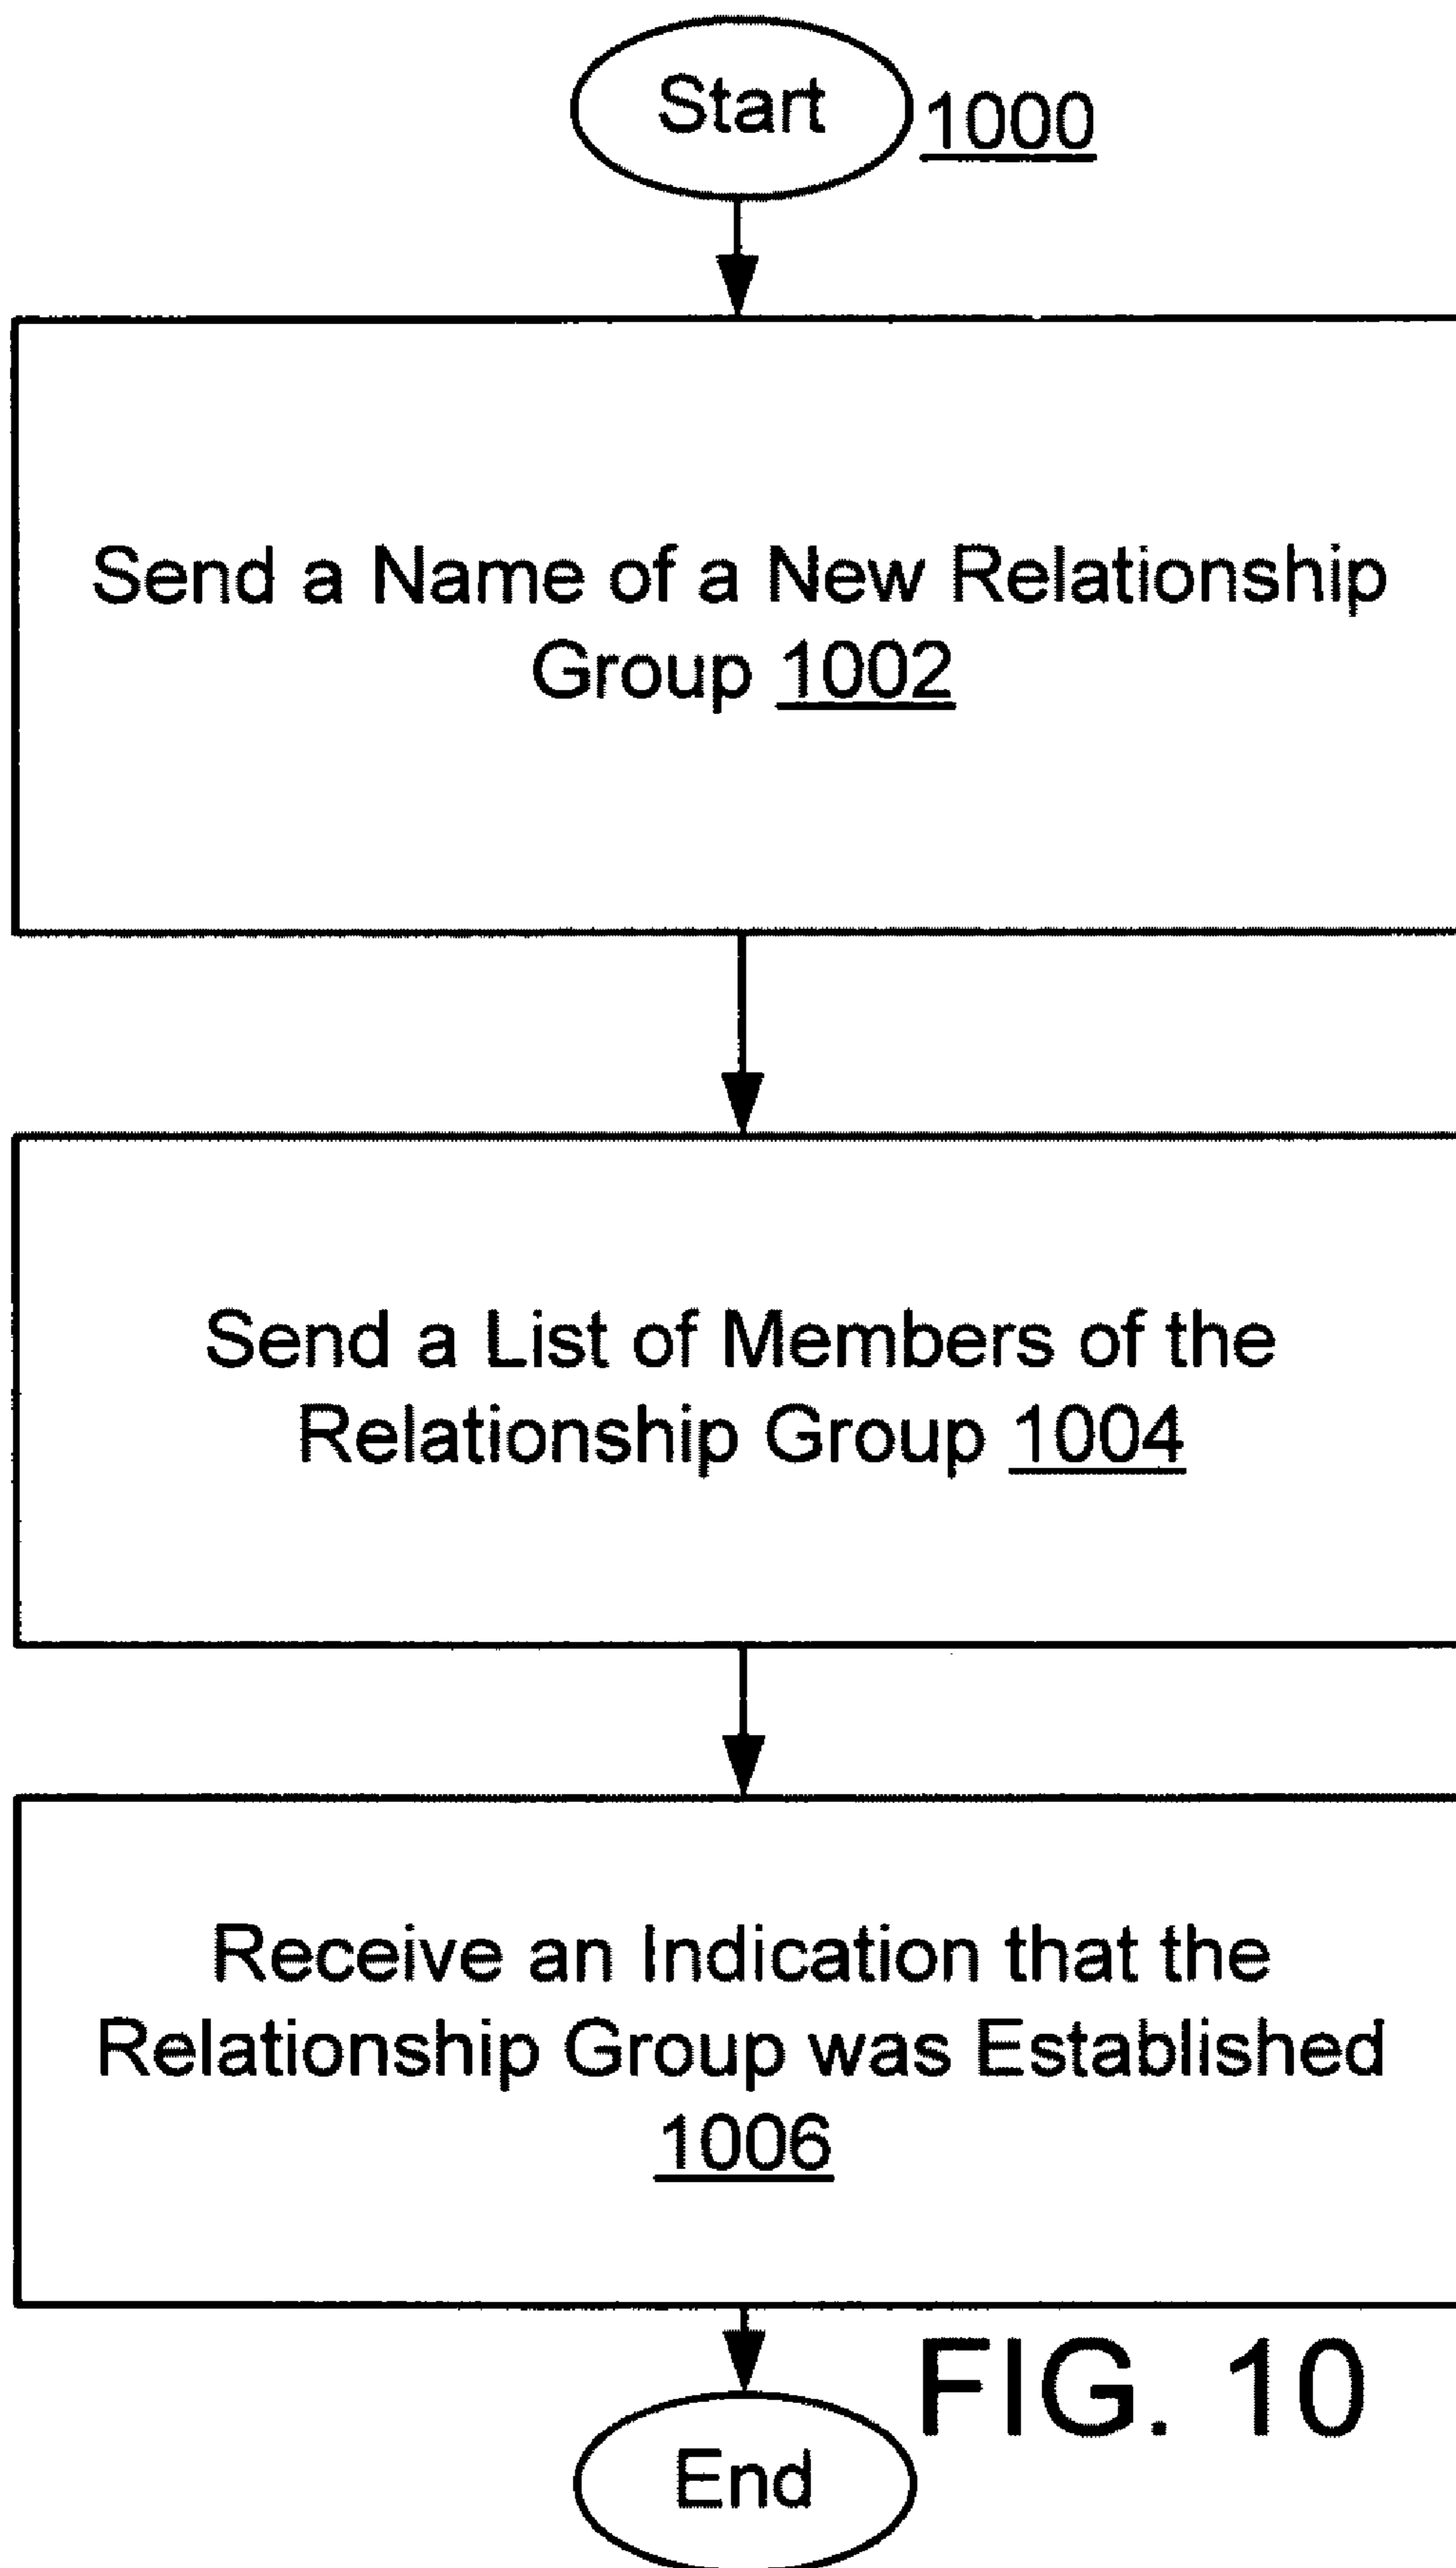 Start 1000
Send a Name of a New Relationship
Group 1002
Send a List of Members of the
Relationship Group 1004
Receive an Indication that the
Relationship Group was Established
1006
FIG. 10
End